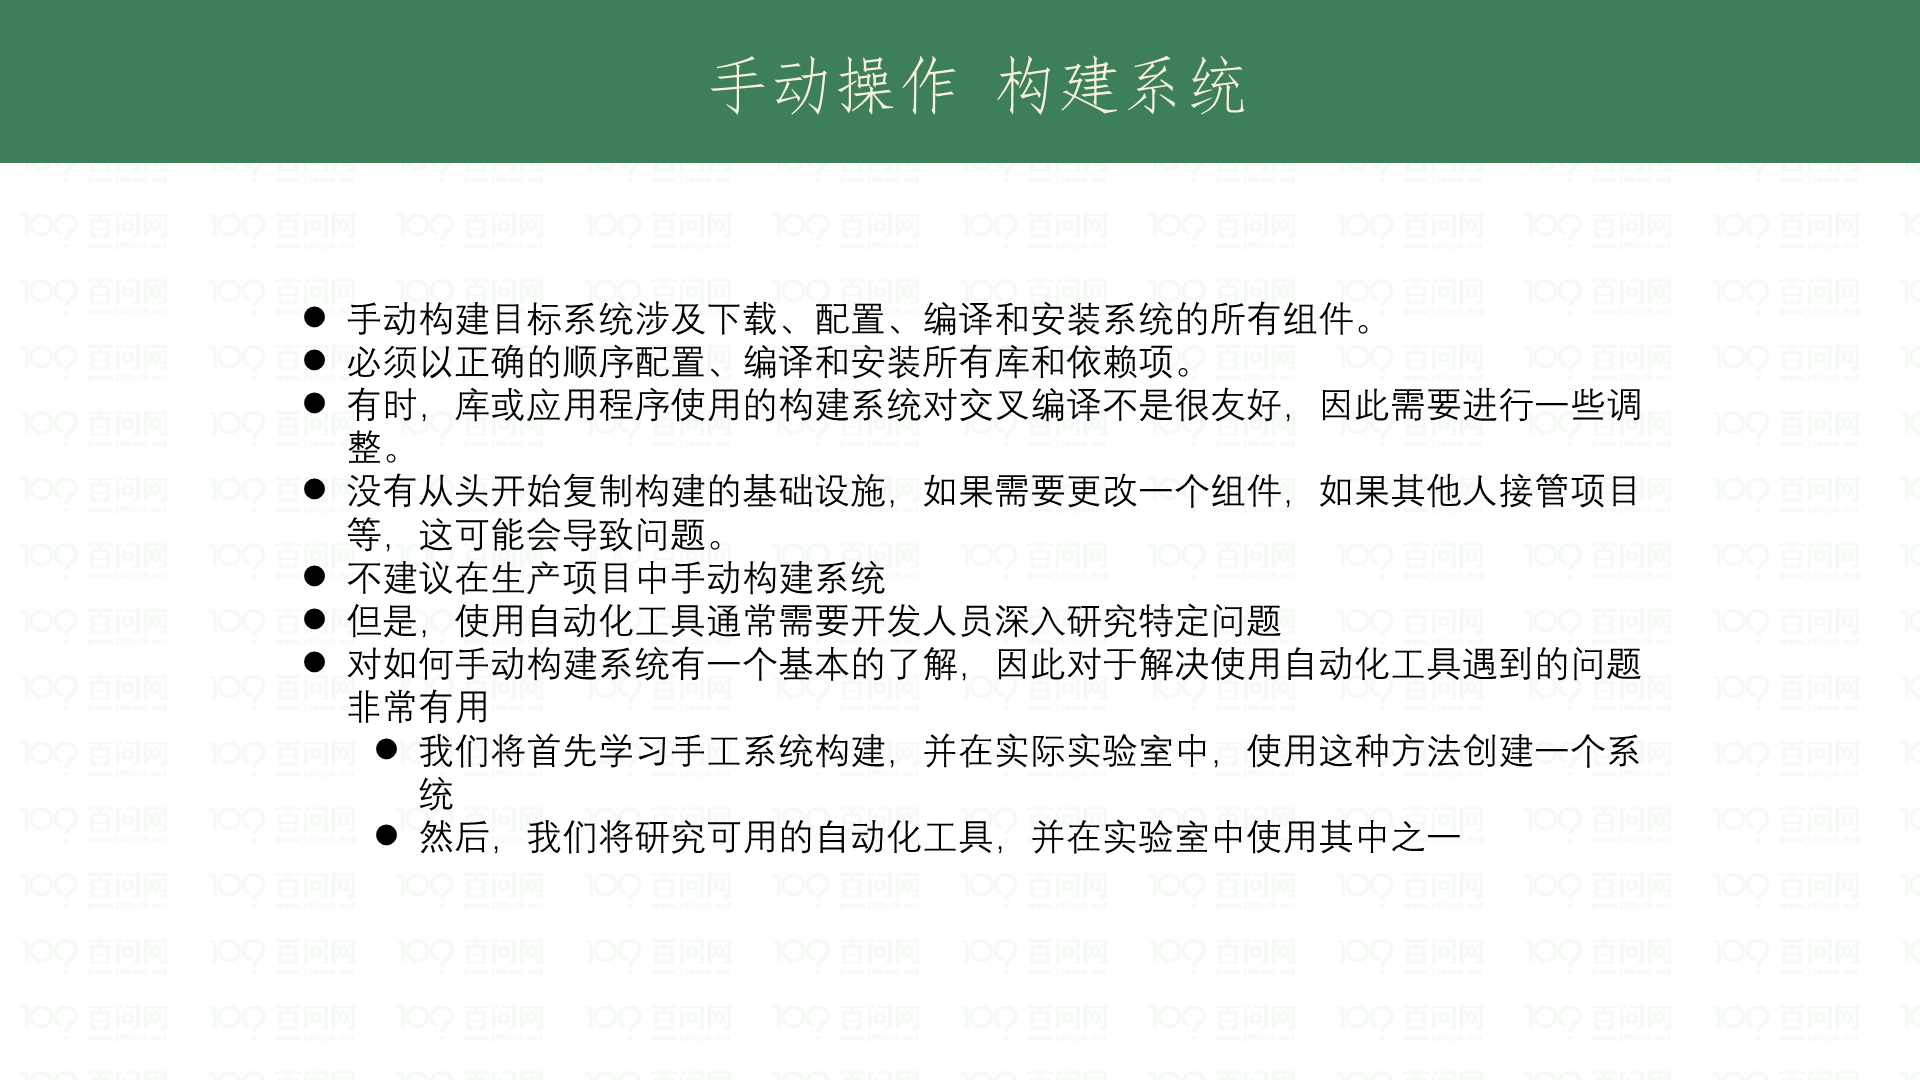 手动操作 构建系统
● 手动构建目标系统涉及下载、配置、编译和安装系统的所有组件。
● 必须以正确的顺序配置、编译和安装所有库和依赖项。
● 有时，库或应用程序使用的构建系统对交叉编译不是很友好，因此需要进行一些调
整。
● 没有从头开始复制构建的基础设施，如果需要更改一个组件，如果其他人接管项目
等，这可能会导致问题。
● 不建议在生产项目中手动构建系统
● 但是，使用自动化工具通常需要开发人员深入研究特定问题
● 对如何手动构建系统有一个基本的了解，因此对于解决使用自动化工具遇到的问题
非常有用
● 我们将首先学习手工系统构建，并在实际实验室中，使用这种方法创建一个系
统
● 然后，我们将研究可用的自动化工具，并在实验室中使用其中之一
百问网
www.100ask.net